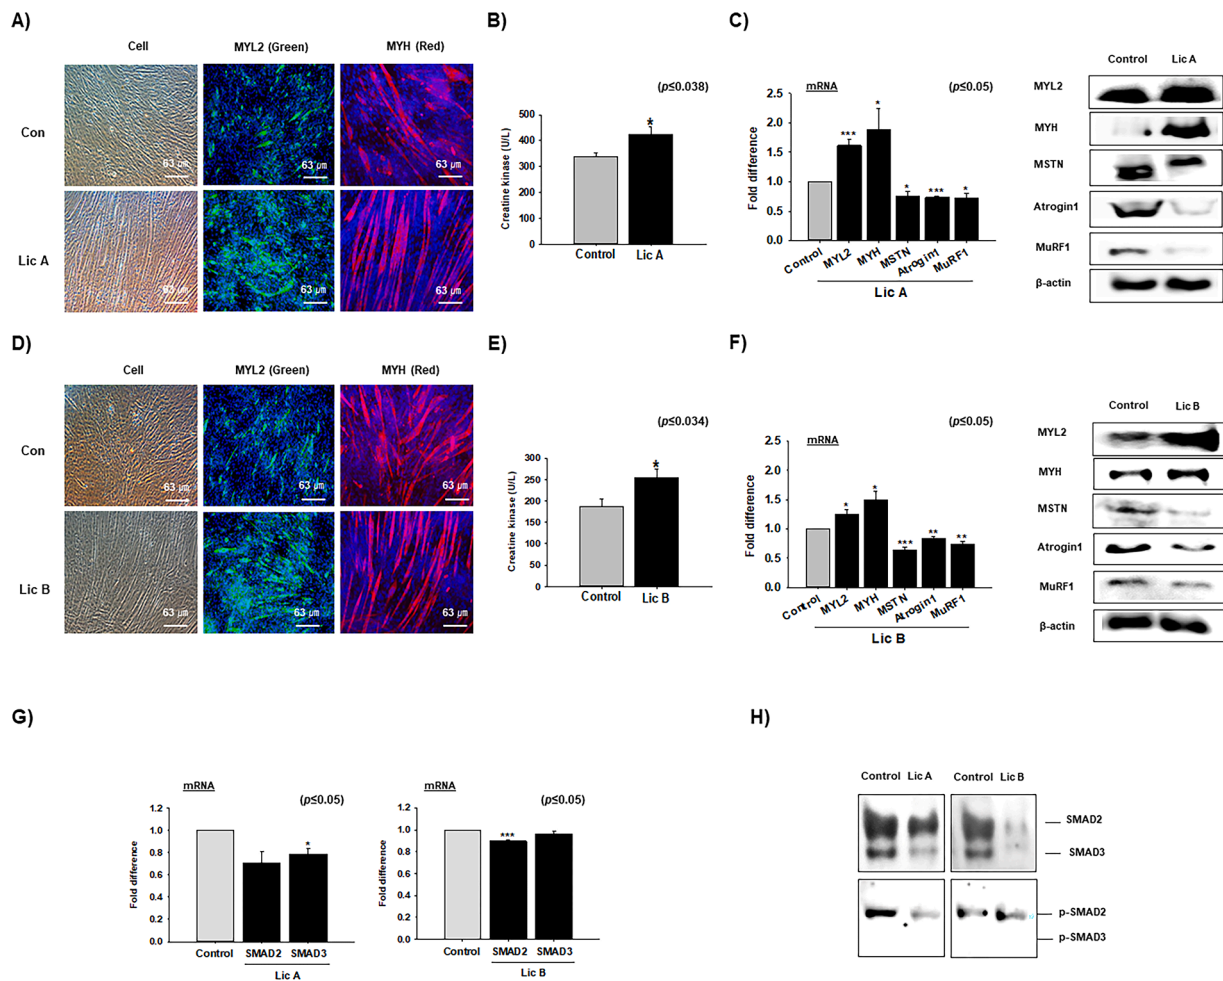 A)
Cell
MYL2 (Green)
MYH (Red)
Con
63 µm
63 µm
63 µm
Lic A
63 µm
63 µm
63 µm
B)
(p≤0.038)
Creatine kinase (U/L)
500
400
300
200
100
0
*
Control
Lic A
C)
mRNA
(p≤0.05)
Fold difference
2.5
2.0
1.5
1.0
0.5
0.0
***
*
*
***
*
Control
MYL2
MYH
MSTN
Atrogin1
MuRF1
Lic A
Control
Lic A
MYL2
MYH
MSTN
Atrogin1
MuRF1
β-actin
D)
Cell
MYL2 (Green)
MYH (Red)
Con
63 µm
63 µm
63 µm
Lic B
63 µm
63 µm
63 µm
E)
(p≤0.034)
Creatine kinase (U/L)
300
250
200
150
100
50
0
*
Control
Lic B
F)
mRNA
(p≤0.05)
Fold difference
2.5
2.0
1.5
1.0
0.5
0.0
*
*
***
**
**
Control
MYL2
MYH
MSTN
Atrogin1
MuRF1
Lic B
Control
Lic B
MYL2
MYH
MSTN
Atrogin1
MuRF1
β-actin
G)
mRNA
(p≤0.05)
Fold difference
1.2
1.0
0.8
0.6
0.4
0.2
0.0
*
Control
SMAD2
SMAD3
Lic A
mRNA
(p≤0.05)
Fold difference
1.2
1.0
0.8
0.6
0.4
0.2
0.0
***
Control
SMAD2
SMAD3
Lic B
H)
Control
Lic A
Control
Lic B
SMAD2
SMAD3
p-SMAD2
p-SMAD3